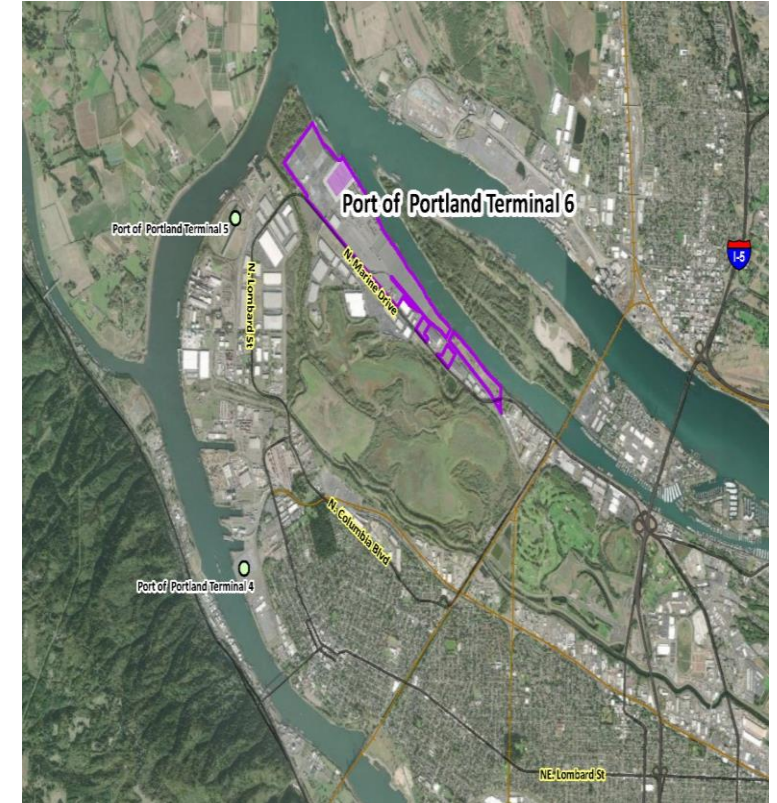 Port of Portland Terminal 6
Port of Portland Terminal 5
I-5
N. Marine Drive
N. Lombard St
N. Columbia Blvd
Port of Portland Terminal 4
NE. Lombard St